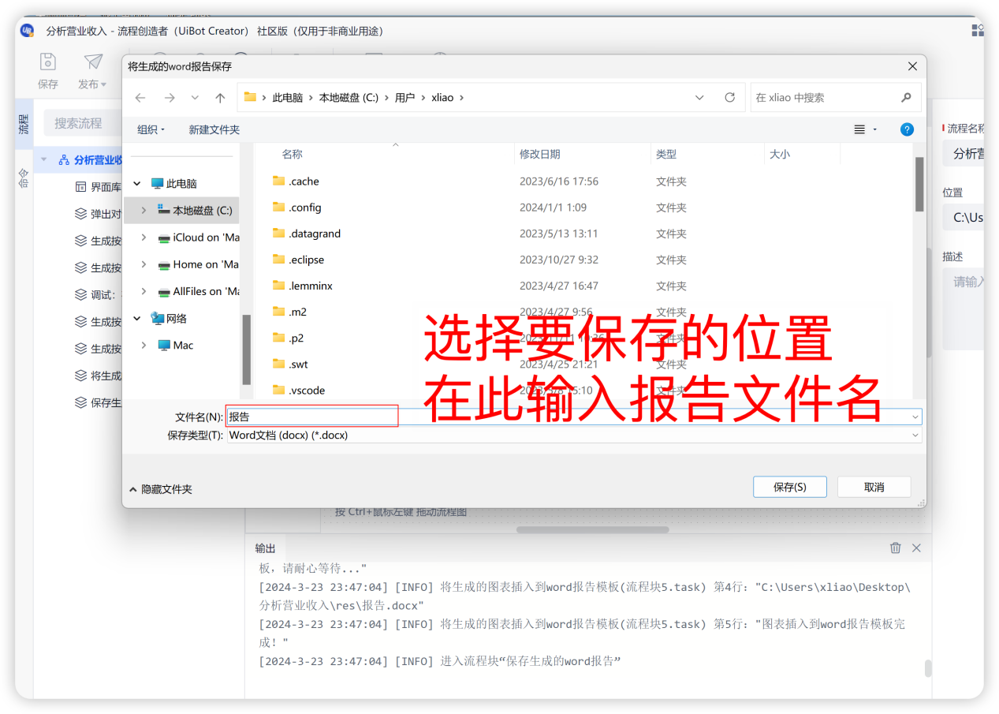 分析营业收入 - 流程创造者（UiBot Creator） 社区版（仅用于非商业用途）
保存
发布
将生成的word报告保存
此电脑 › 本地磁盘 (C:) › 用户 › xliao ›
在 xliao 中搜索
组织
新建文件夹
流程
命令
搜索流程
分析营业收
界面库
弹出对
生成按
生成按
调试：
生成按
生成按
将生成
保存生
此电脑
本地磁盘 (C:)
iCloud on 'Ma
Home on 'Ma
AllFiles on 'Ma
网络
Mac
名称 修改日期 类型 大小
.cache 2023/6/16 17:56 文件夹
.config 2024/1/1 1:09 文件夹
.datagrand 2023/5/13 13:11 文件夹
.eclipse 2023/10/27 9:32 文件夹
.lemminx 2023/4/27 16:47 文件夹
.m2 2023/4/27 9:56 文件夹
.p2 文件夹
.swt 2023/4/25 21:21 文件夹
.vscode 文件夹
选择要保存的位置
在此输入报告文件名
文件名(N): 报告
保存类型(T): Word文档 (docx) (*.docx)
隐藏文件夹
保存(S)
取消
流程名称
分析营
位置
C:\Us
描述
请输入
按 Ctrl+鼠标左键 拖动流程图
输出
板，请耐心等待..."
[2024-3-23 23:47:04] [INFO] 将生成的图表插入到word报告模板(流程块5.task) 第4行："C:\Users\xliao\Desktop\
分析营业收入\res\报告.docx"
[2024-3-23 23:47:04] [INFO] 将生成的图表插入到word报告模板(流程块5.task) 第5行："图表插入到word报告模板完
成！"
[2024-3-23 23:47:04] [INFO] 进入流程块“保存生成的word报告”